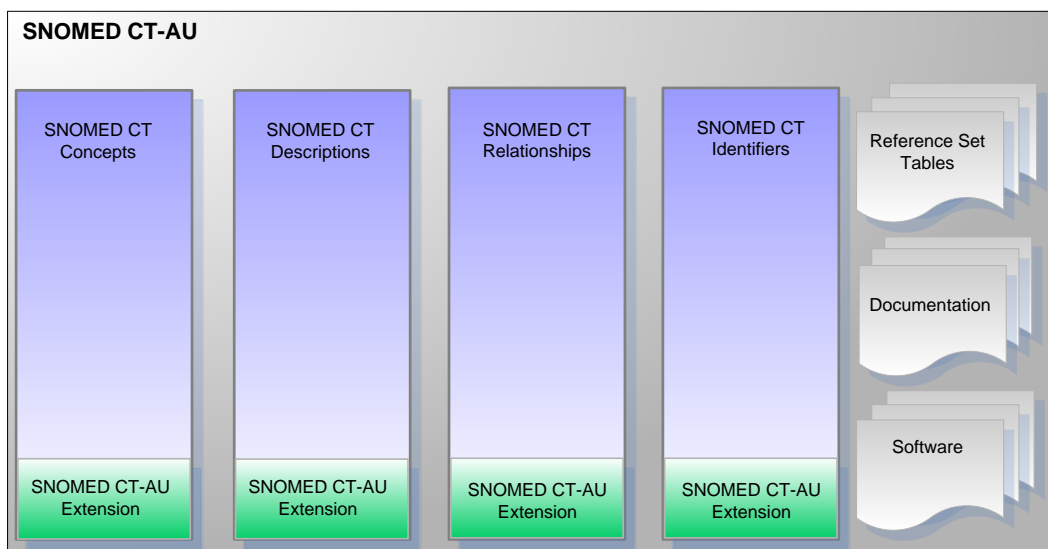 SNOMED CT-AU
SNOMED CT
Concepts
SNOMED CT-AU
Extension
SNOMED CT
Descriptions
SNOMED CT-AU
Extension
SNOMED CT
Relationships
SNOMED CT-AU
Extension
SNOMED CT
Identifiers
SNOMED CT-AU
Extension
Reference Set
Tables
Documentation
Software